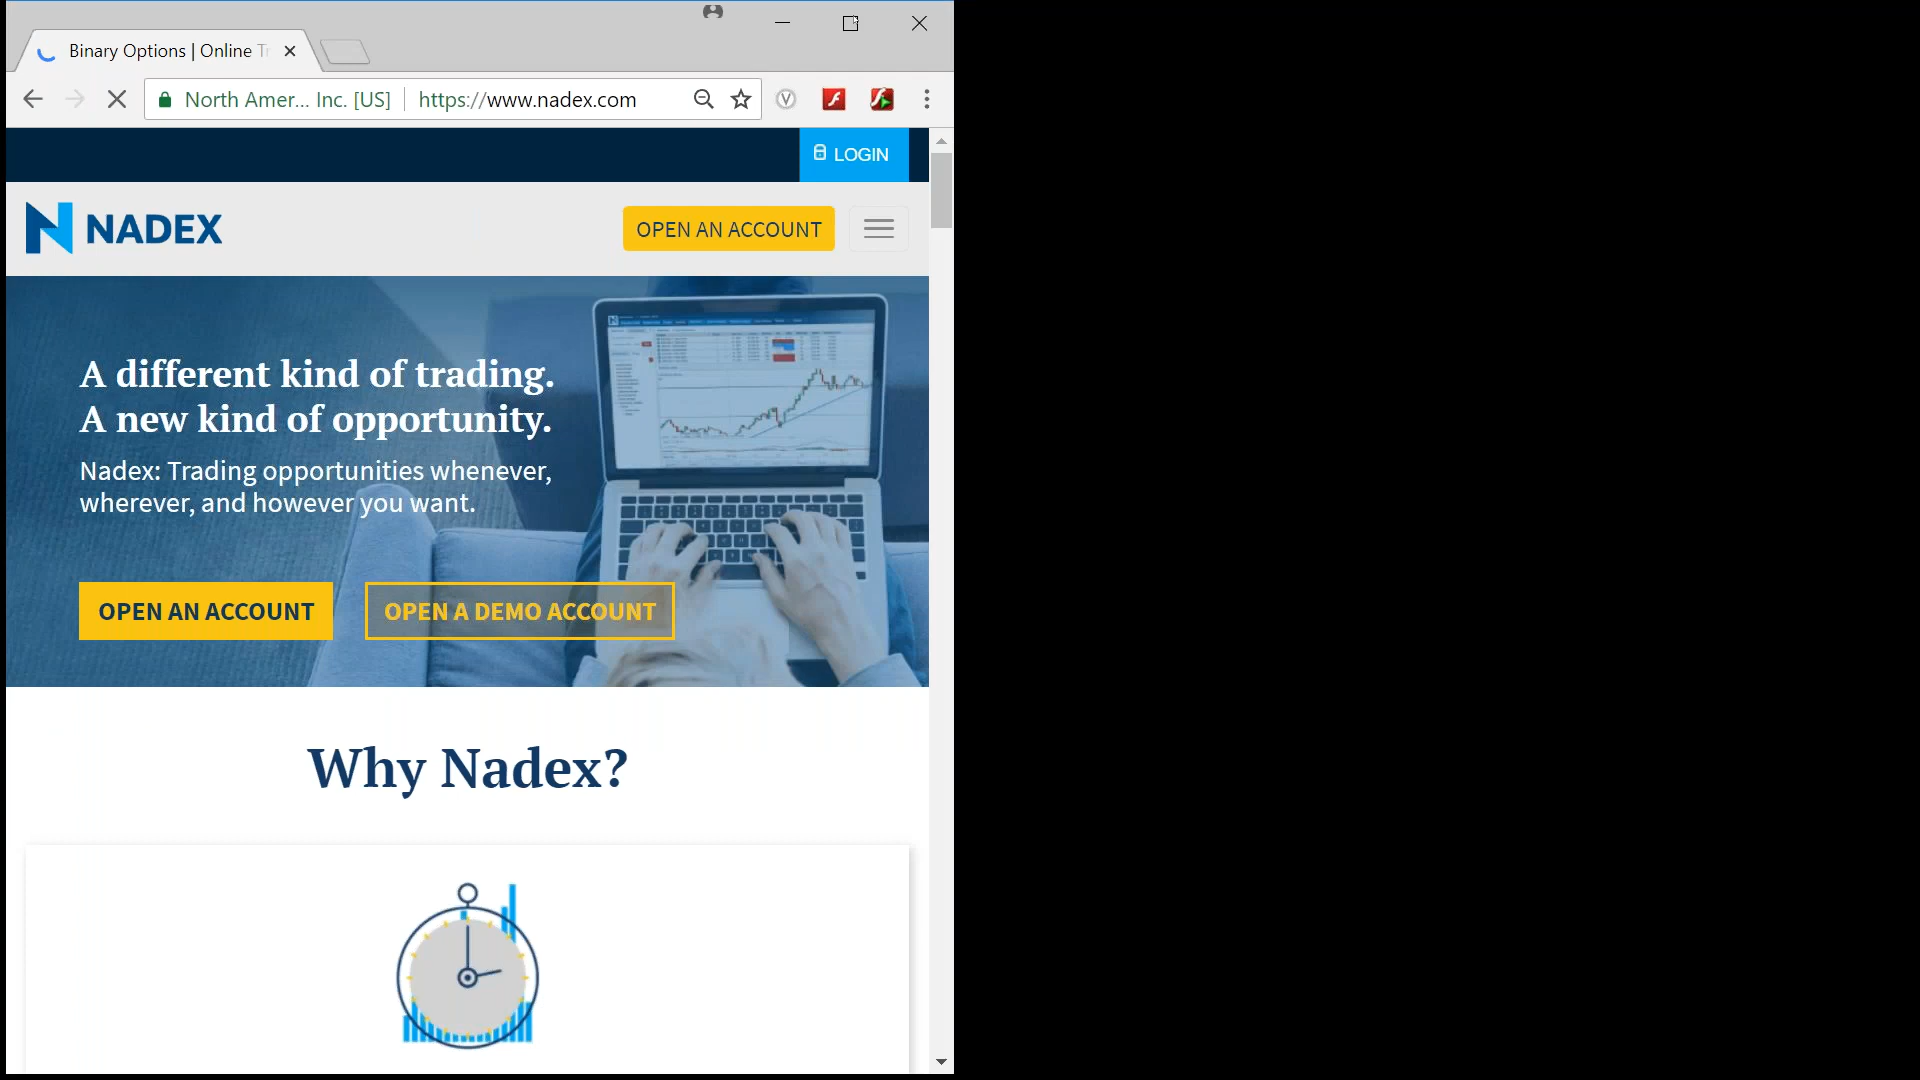 Binary Options | Online Tr
North Amer... Inc. [US]
https://www.nadex.com
LOGIN
NADEX
OPEN AN ACCOUNT
A different kind of trading.
A new kind of opportunity.
Nadex: Trading opportunities whenever,
wherever, and however you want.
OPEN AN ACCOUNT
OPEN A DEMO ACCOUNT
Why Nadex?